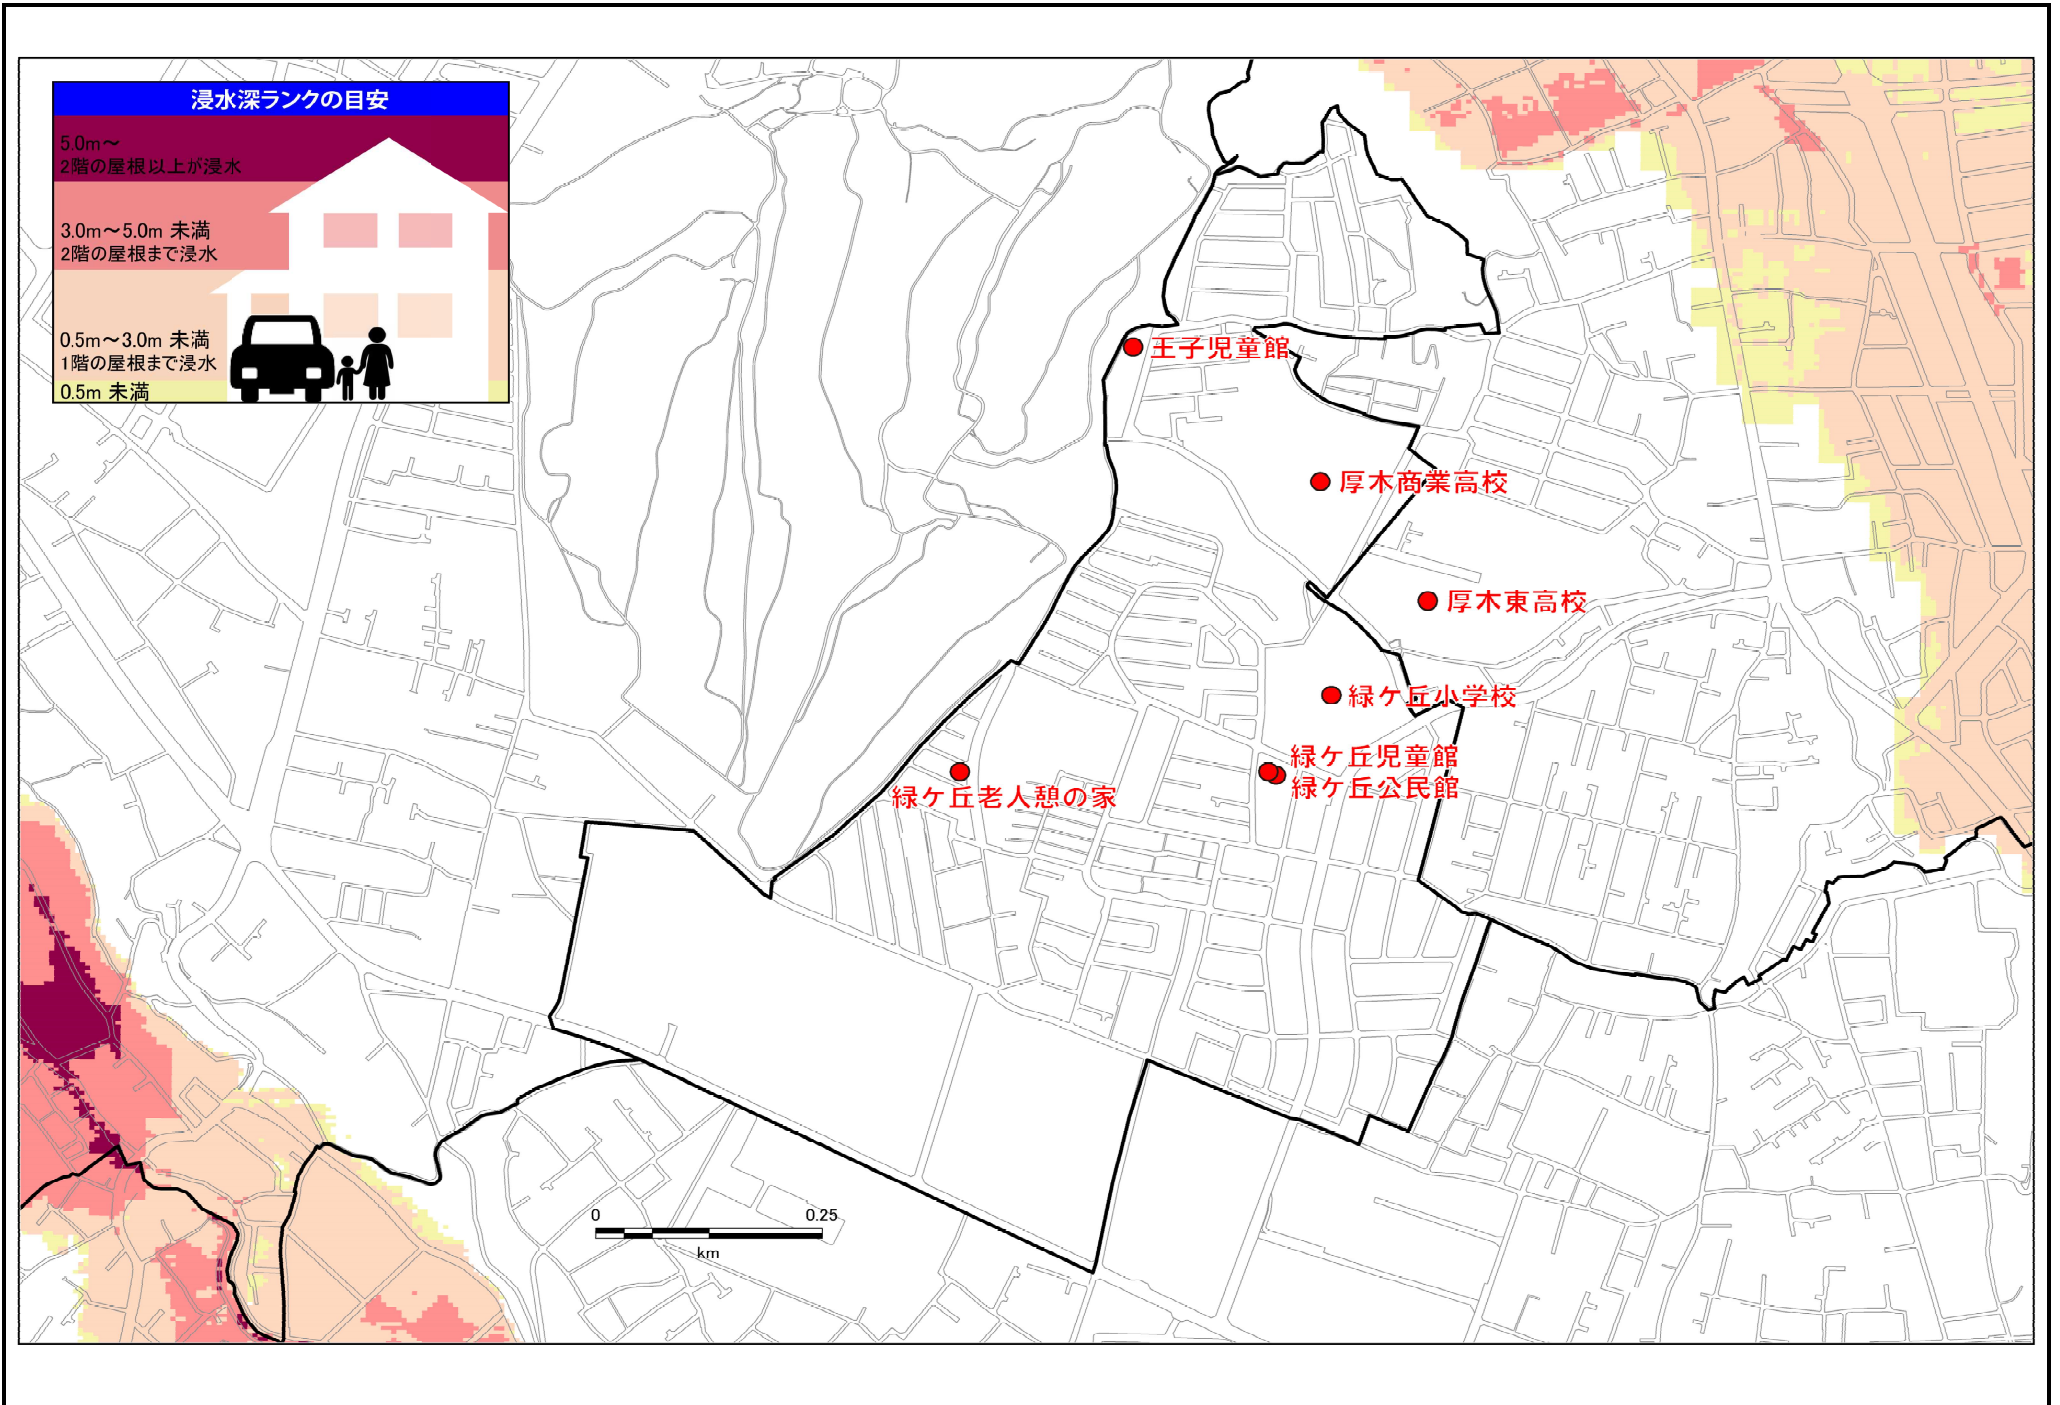 浸水深ランクの目安
5.0m～
2階の屋根以上が浸水
3.0m～5.0m 未満
2階の屋根まで浸水
0.5m～3.0m 未満
1階の屋根まで浸水
0.5m 未満
王子児童館
厚木商業高校
厚木東高校
緑ケ丘小学校
緑ケ丘児童館
緑ケ丘公民館
緑ケ丘老人憩の家
0 0.25
km